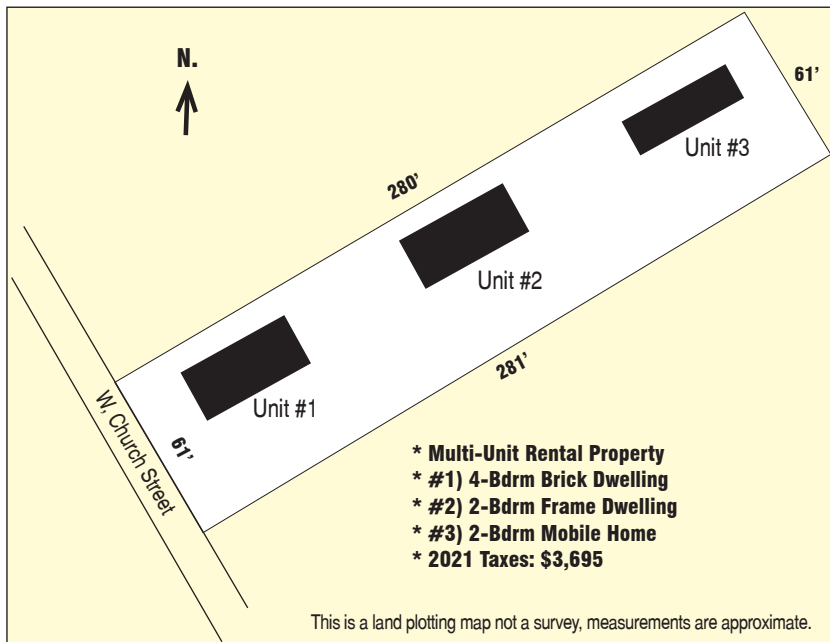 N.
61'
Unit #3
280'
Unit #2
281'
Unit #1
W, Church Street
61'
* Multi-Unit Rental Property
* #1) 4-Bdrm Brick Dwelling
* #2) 2-Bdrm Frame Dwelling
* #3) 2-Bdrm Mobile Home
* 2021 Taxes: $3,695
This is a land plotting map not a survey, measurements are approximate.